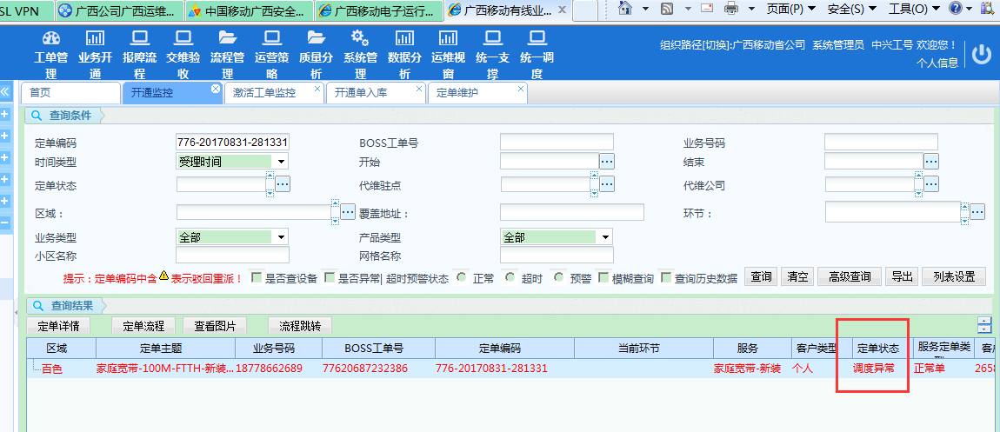 SL VPN 广西公司广西运维... 中国移动广西安全... 广西移动电子运行... 广西移动有线业... 页面(P) 安全(S) 工具(O)
工单管理 业务开通 报障流程 交维验收 流程管理 运营策略 质量分析 系统管理 数据分析 运维视窗 统一支撑 统一调度
组织路径[切换]:广西移动省公司 系统管理员 中兴工号 欢迎您！
个人信息
首页 开通监控 激活工单监控 开通单入库 定单维护
查询条件
定单编码 776-20170831-281331 BOSS工单号 业务号码
时间类型 受理时间 开始 结束
定单状态 代维驻点 代维公司
区域： 覆盖地址： 环节：
业务类型 全部 产品类型 全部
小区名称 网格名称
提示：定单编码中含 表示驳回重派！ 是否查设备 是否异常| 超时预警状态 正常 超时 预警 模糊查询 查询历史数据 查询 清空 高级查询 导出 列表设置
查询结果
定单详情 定单流程 查看图片 流程跳转
区域 定单主题 业务号码 BOSS工单号 定单编码 当前环节 服务 客户类型 定单状态 服务定单类型 客户
百色 家庭宽带-100M-FTTH-新装... 18778662689 77620687232386 776-20170831-281331 家庭宽带-新装 个人 调度异常 正常单 2658